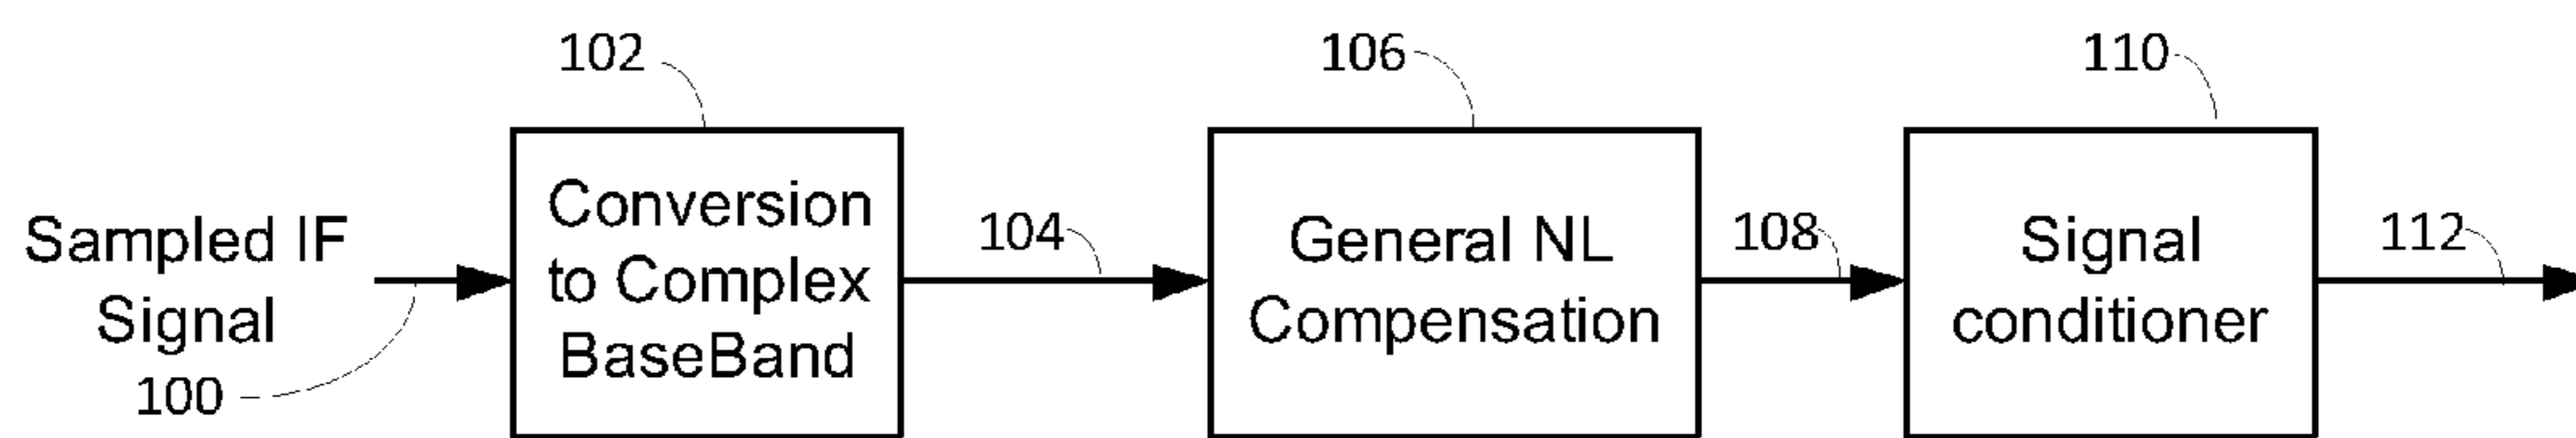 102
106
110
Sampled IF
Signal
100
Conversion
to Complex
BaseBand
104
General NL
Compensation
108
Signal
conditioner
112